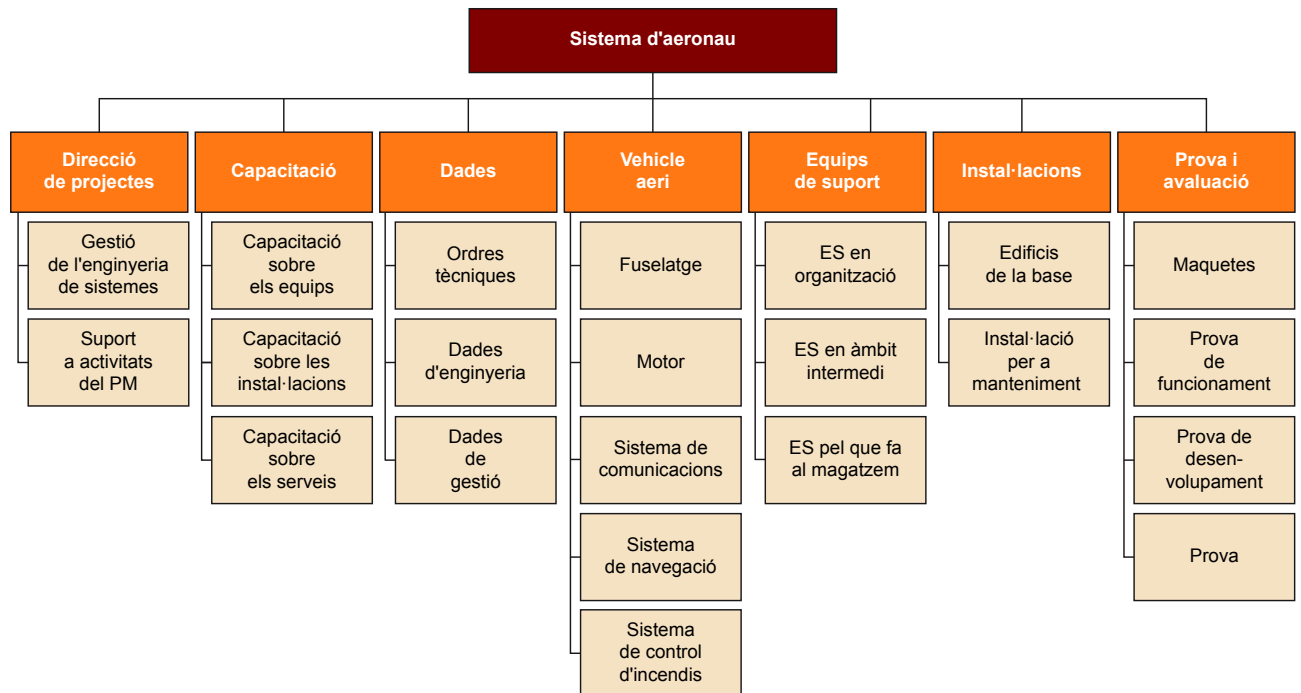 Sistema d'aeronau
Direcció
de projectes
Capacitació
Dades
Vehicle
aeri
Equips
de suport
Instal·lacions
Prova i
avaluació
Gestió
de l'enginyeria
de sistemes
Suport
a activitats
del PM
Capacitació
sobre
els equips
Capacitació
sobre les
instal·lacions
Capacitació
sobre
els serveis
Ordres
tècniques
Dades
d'enginyeria
Dades
de
gestió
Fuselatge
Motor
Sistema de
comunicacions
Sistema
de navegació
Sistema
de control
d'incendis
ES en
organització
ES en àmbit
intermedi
ES pel que fa
al magatzem
Edificis
de la base
Instal·lació
per a
manteniment
Maquetes
Prova
de
funcionament
Prova de
desen-
volupament
Prova